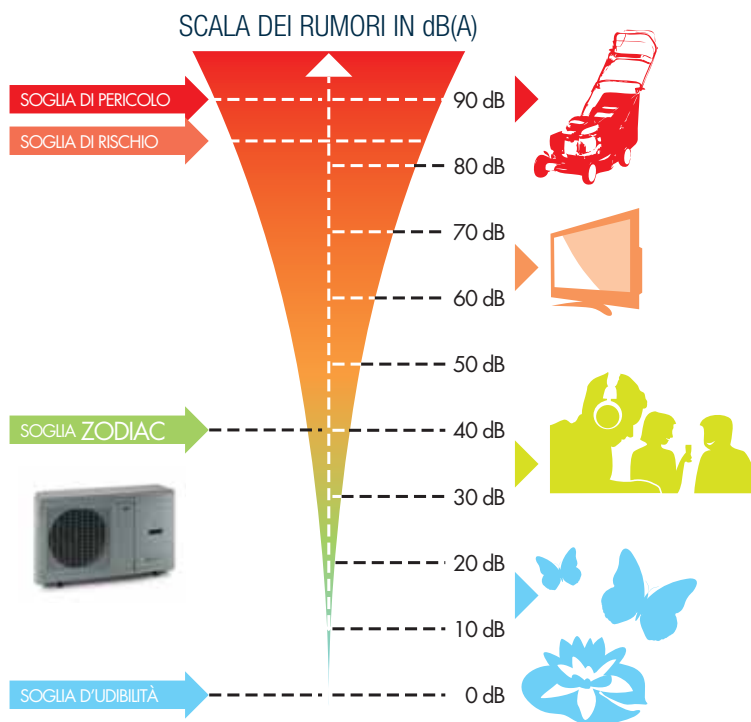 SCALA DEI RUMORI IN dB(A)
SOGLIA DI PERICOLO
90 dB
SOGLIA DI RISCHIO
80 dB
70 dB
60 dB
50 dB
SOGLIA ZODIAC
40 dB
30 dB
20 dB
10 dB
SOGLIA D'UDIBILITÀ
0 dB